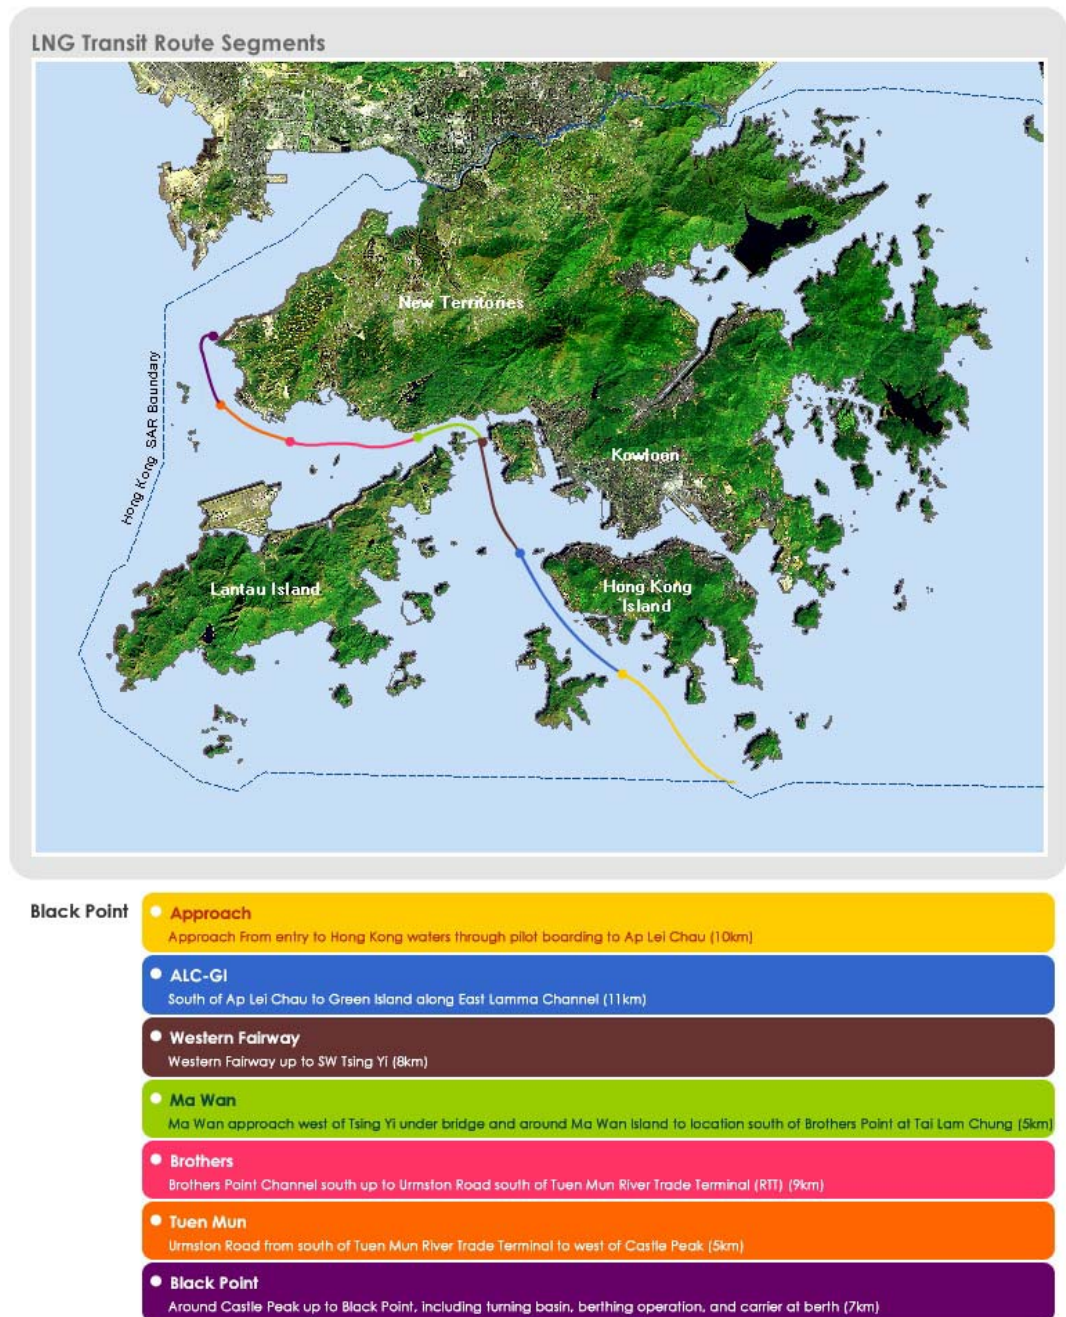 LNG Transit Route Segments
New Territories
Hong Kong SAR Boundary
Kowloon
Lantau Island
Hong Kong
Island
Black Point
Approach
Approach From entry to Hong Kong waters through pilot boarding to Ap Lei Chau (10km)
ALC-GI
South of Ap Lei Chau to Green Island along East Lamma Channel (11km)
Western Fairway
Western Fairway up to SW Tsing Yi (8km)
Ma Wan
Ma Wan approach west of Tsing Yi under bridge and around Ma Wan Island to location south of Brothers Point at Tai Lam Chung (5km)
Brothers
Brothers Point Channel south up to Urmston Road south of Tuen Mun River Trade Terminal (RTT) (9km)
Tuen Mun
Urmston Road from south of Tuen Mun River Trade Terminal to west of Castle Peak (5km)
Black Point
Around Castle Peak up to Black Point, including turning basin, berthing operation, and carrier at berth (7km)